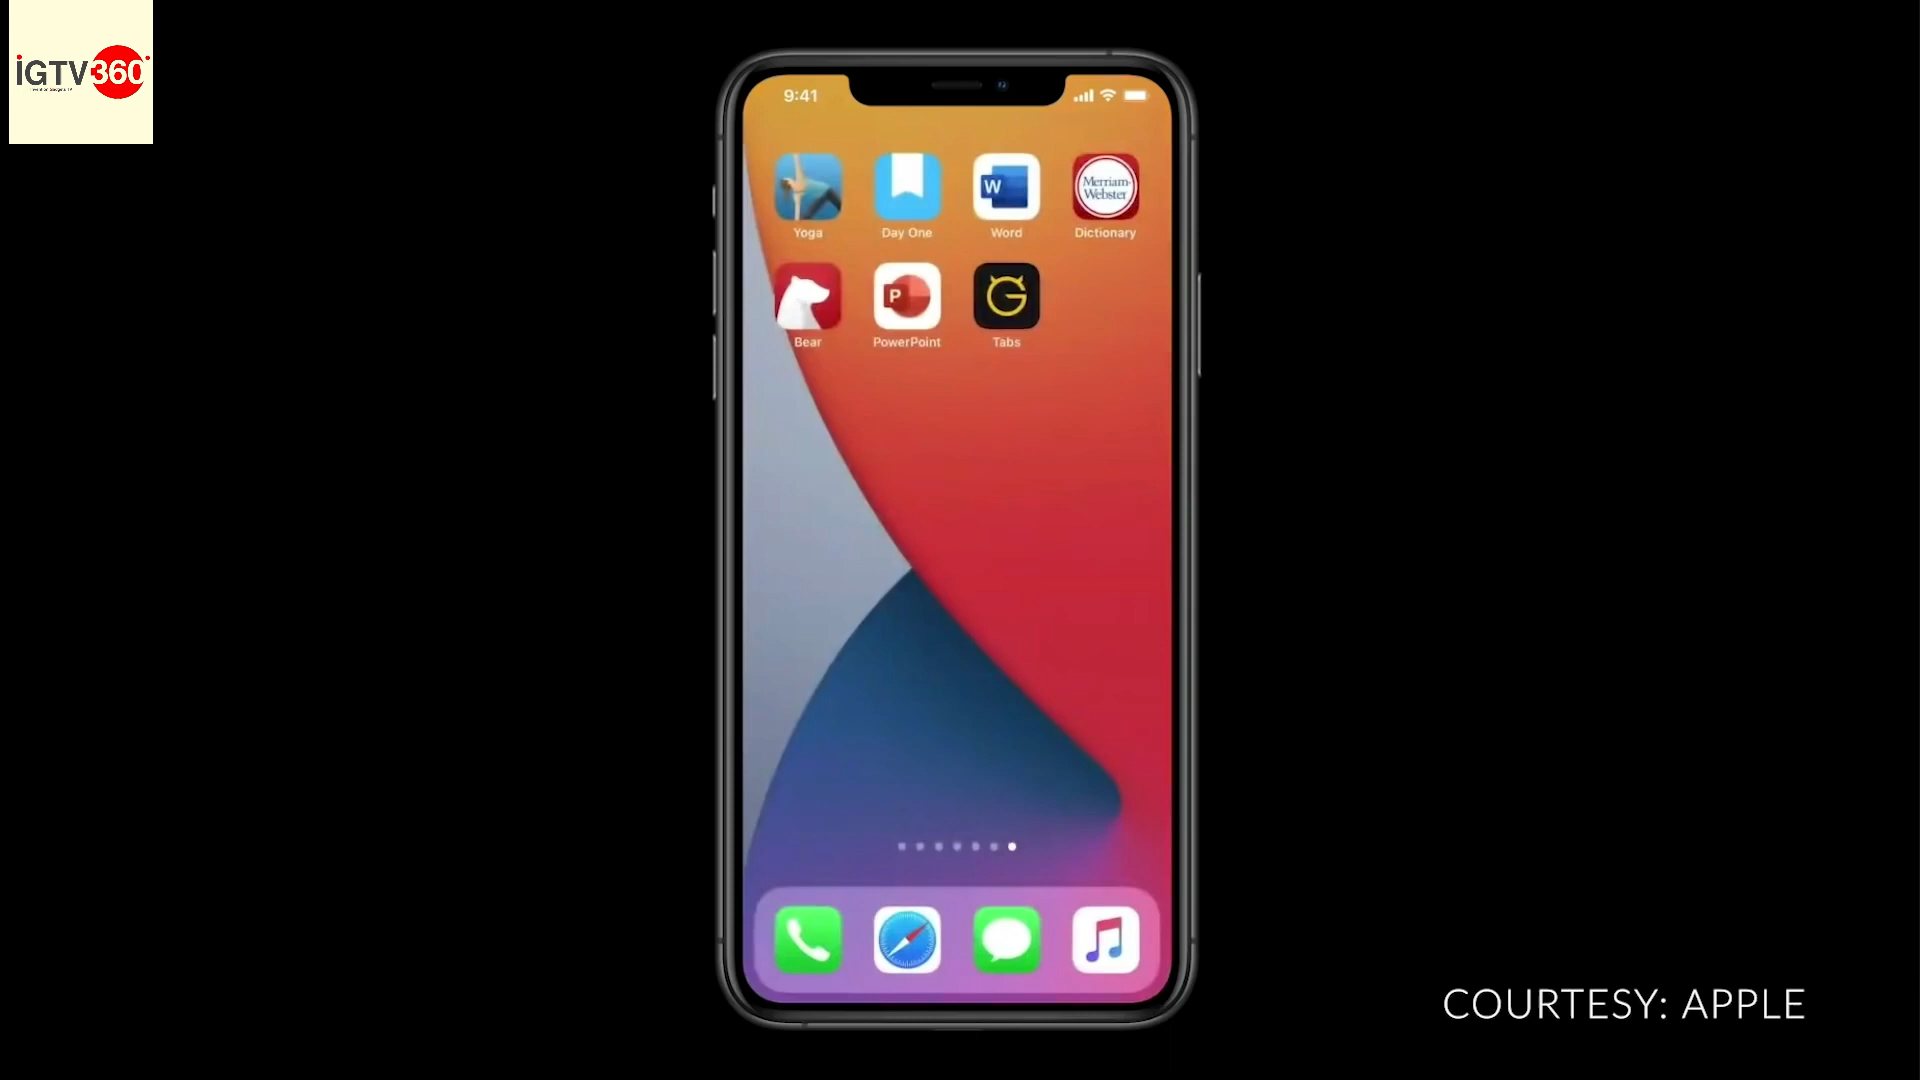 iGTV360
9:41
Merriam-
Webster
W
Yoga
Day One
Word
Dictionary
P
G
Bear
PowerPoint
Tabs
COURTESY: APPLE